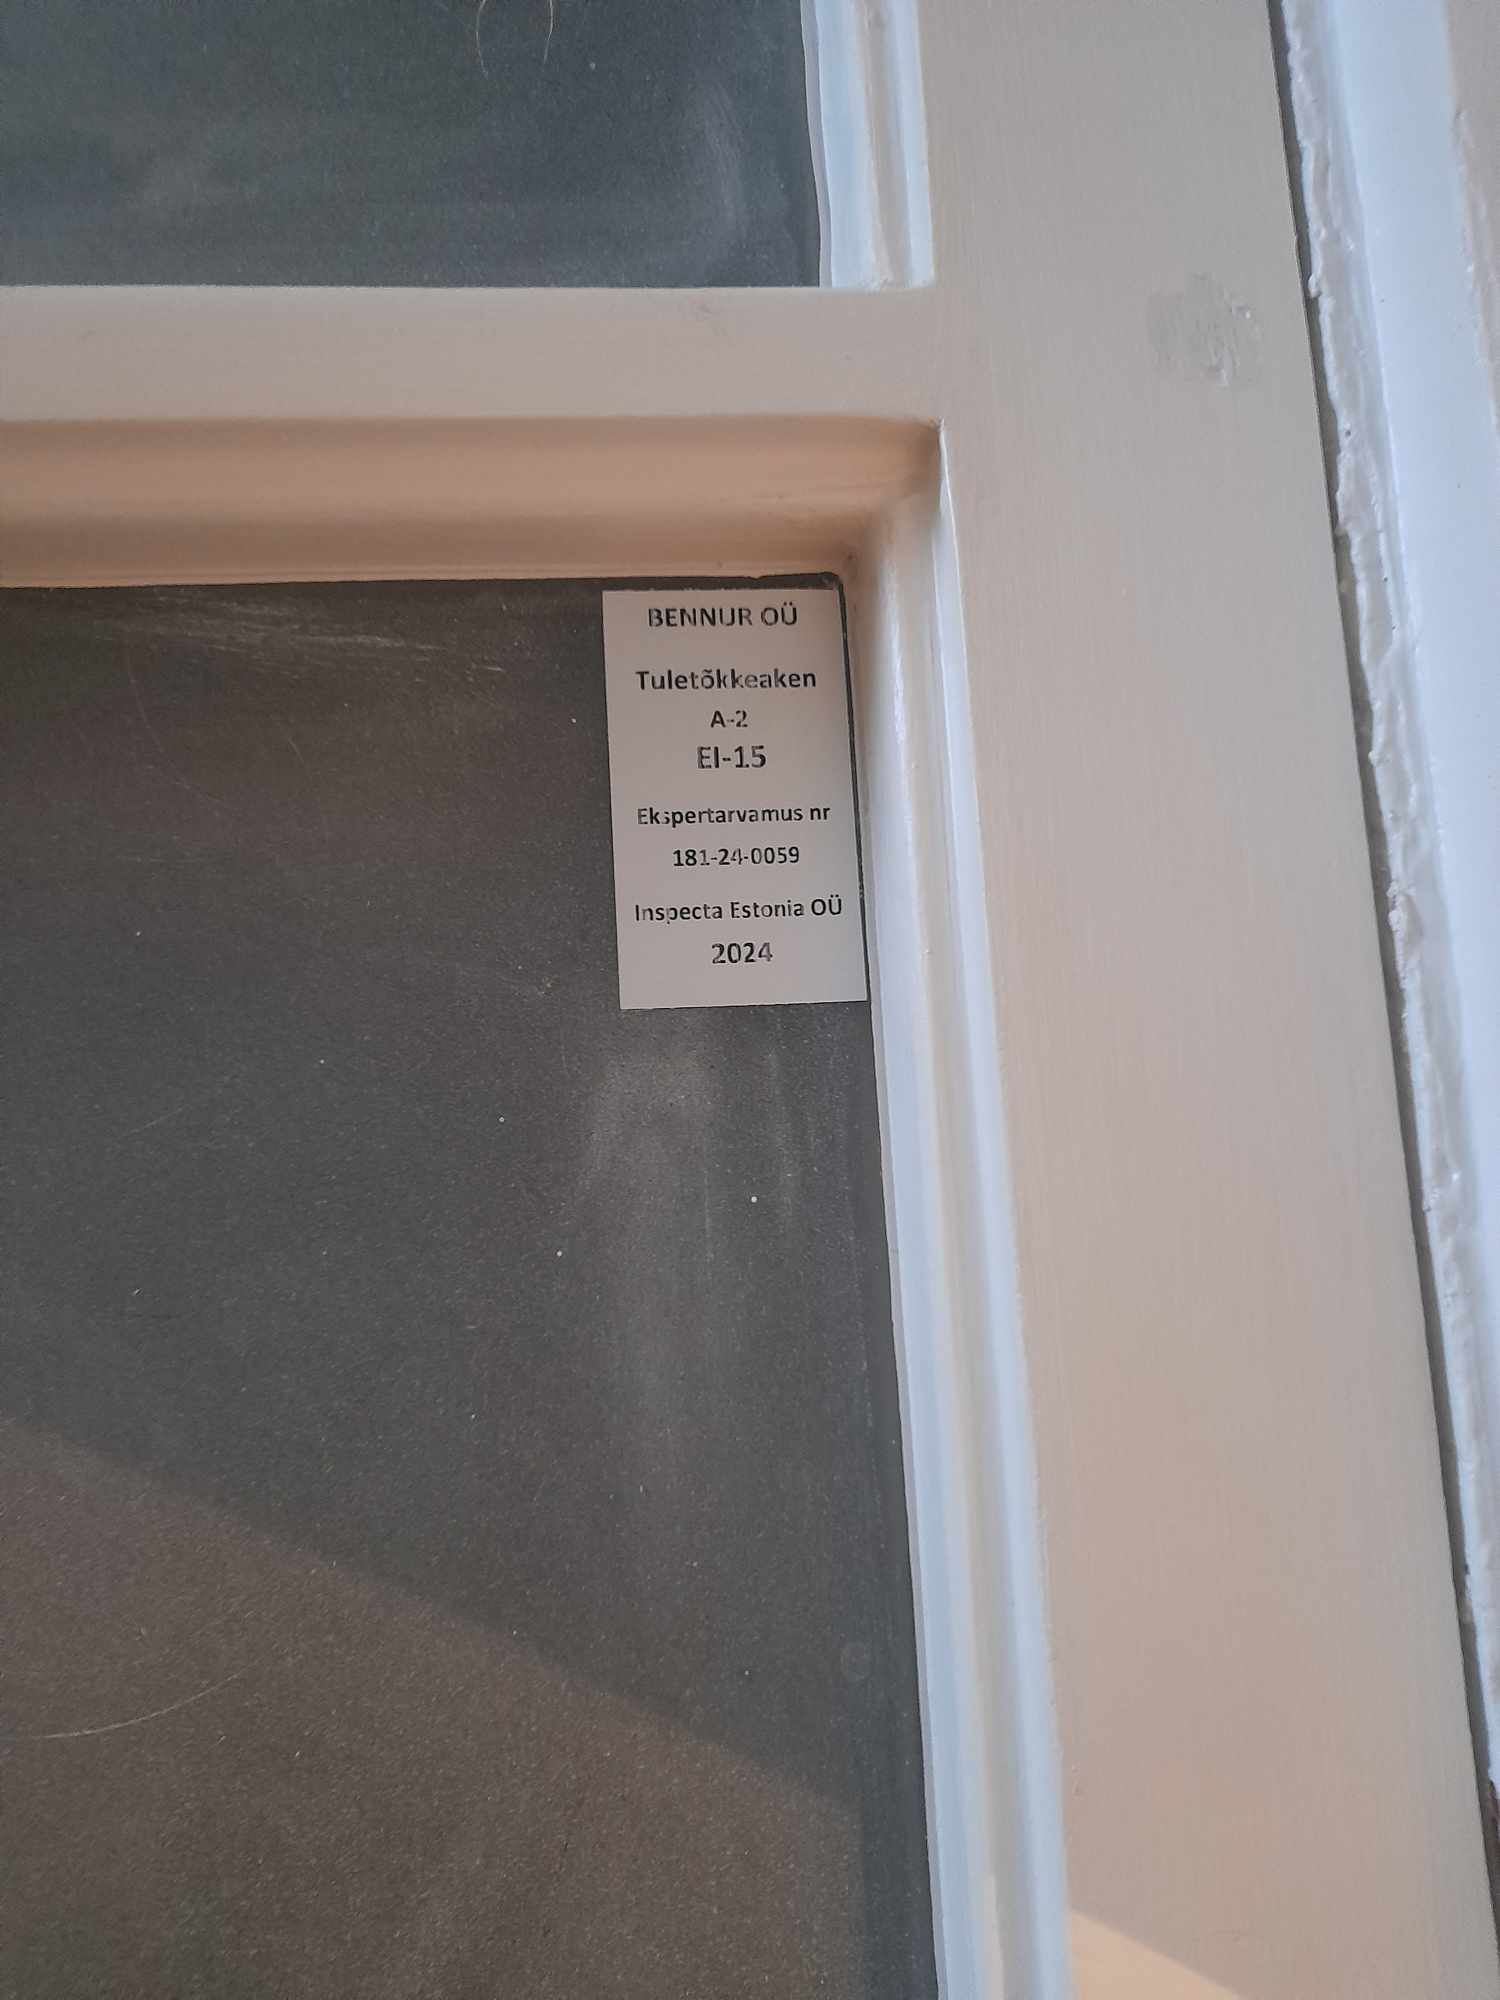 BENNUR OÜ
Tuletõkkeaken
A-2
EI-15
Ekspertarvamus nr
181-24-0059
Inspecta Estonia OÜ
2024